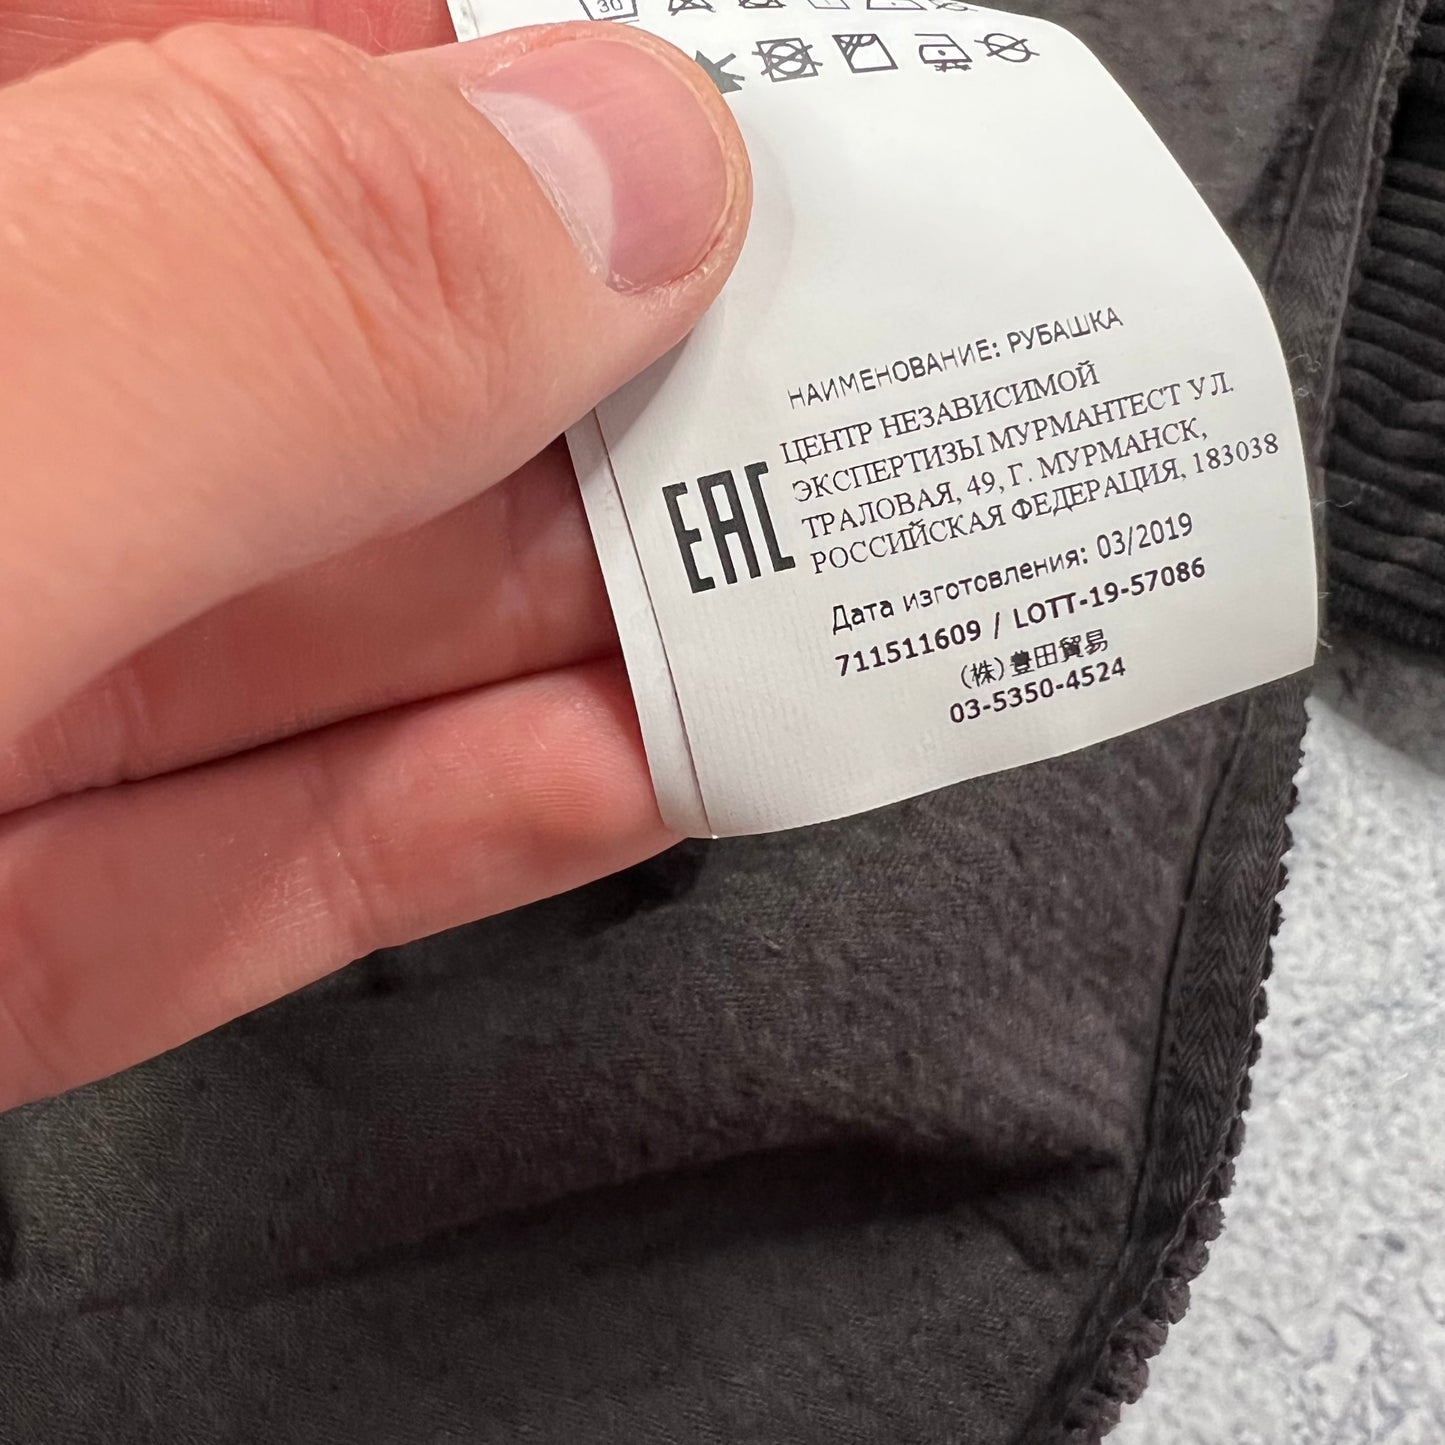 30
НАИМЕНОВАНИЕ: РУБАШКА
ЦЕНТР НЕЗАВИСИМОЙ
ЭКСПЕРТИЗЫ МУРМАНТЕСТ УЛ.
ТРАЛОВАЯ, 49, Г. МУРМАНСК,
РОССИЙСКАЯ ФЕДЕРАЦИЯ, 183038
EAC
Дата изготовления: 03/2019
711511609 / LOTT-19-57086
(株)豊田貿易
03-5350-4524